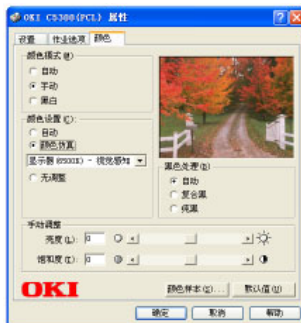 OKI C5300(PCL) 属性
设置 作业选项 颜色
颜色模式(M)
自动
手动
黑白
颜色设置(C):
自动
颜色仿真
显示器(6500K) - 视觉感知
无调整
黑色处理(B)
自动
复合黑
纯黑
手动调整
亮度(L): 0
饱和度(T): 0
OKI
颜色样本(S)... 默认值(U)
确定 取消 帮助